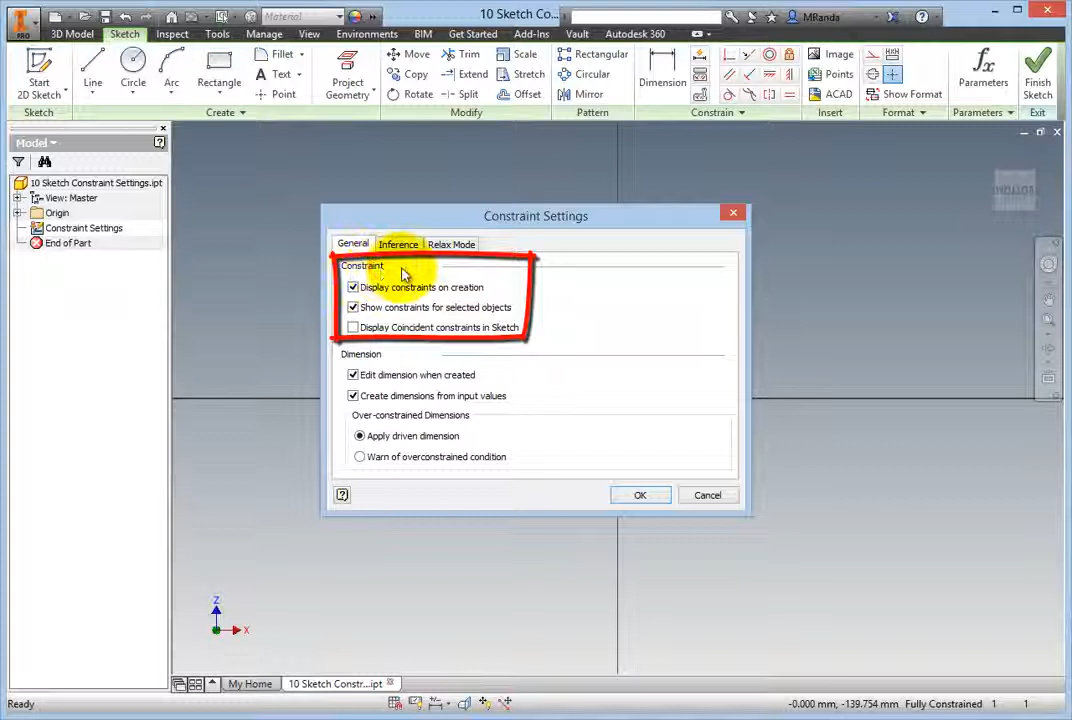 PRO
Material
10 Sketch Co...
MRanda
3D Model Sketch Inspect Tools Manage View Environments BIM Get Started Add-Ins Vault Autodesk 360
Start 2D Sketch
Line
Circle
Arc
Rectangle
Fillet
Text
Point
Project Geometry
Move
Copy
Rotate
Trim
Extend
Split
Scale
Stretch
Offset
Rectangular
Circular
Mirror
Dimension
Image
Points
ACAD
Show Format
fx
Parameters
Finish Sketch
Sketch Create Modify Pattern Constrain Insert Format Parameters Exit
Model
10 Sketch Constraint Settings.ipt
View: Master
Origin
Constraint Settings
End of Part
Constraint Settings
General Inference Relax Mode
Constraint
Display constraints on creation
Show constraints for selected objects
Display Coincident constraints in Sketch
Dimension
Edit dimension when created
Create dimensions from input values
Over-constrained Dimensions
Apply driven dimension
Warn of overconstrained condition
OK Cancel
Z
X
My Home 10 Sketch Constr...ipt
Ready -0.000 mm, -139.754 mm Fully Constrained 1 1